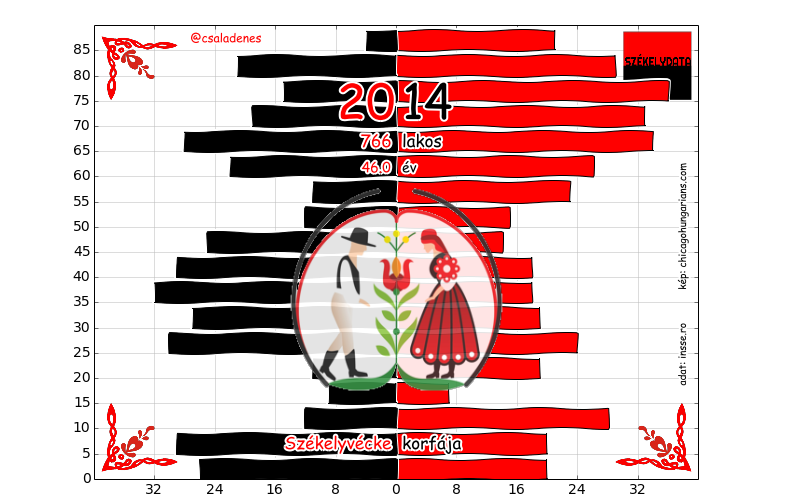 @csaladenes
SZÉKELYDATA
2014
766 lakos
46.0 év
kép: chicagohungarians.com
adat: insse.ro
Székelyvécke korfája
85
80
75
70
65
60
55
50
45
40
35
30
25
20
15
10
5
0
32 24 16 8 0 8 16 24 32